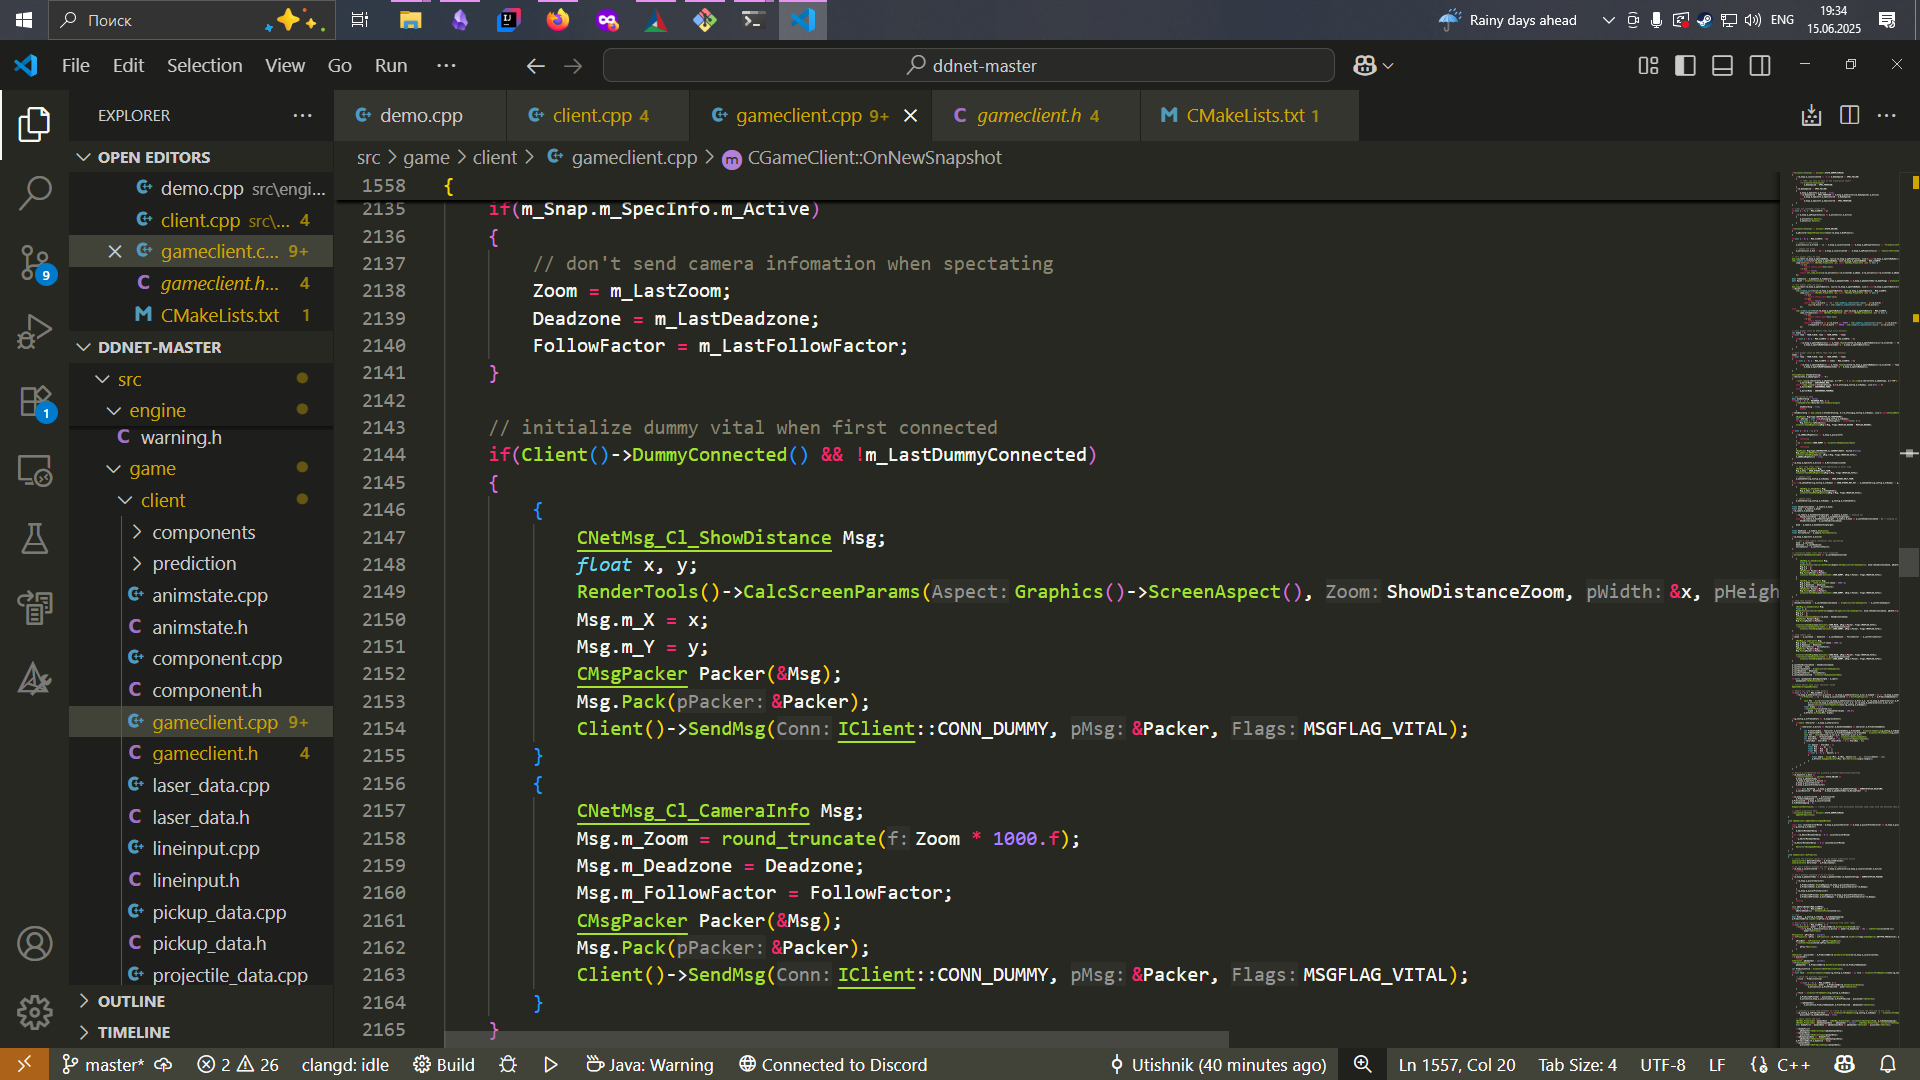 Поиск
Rainy days ahead
ENG
19:34
15.06.2025
File Edit Selection View Go Run ···
ddnet-master
EXPLORER
demo.cpp
client.cpp 4
gameclient.cpp 9+
gameclient.h 4
CMakeLists.txt 1
src > game > client > gameclient.cpp > CGameClient::OnNewSnapshot
OPEN EDITORS
demo.cpp src\engi...
client.cpp src\... 4
gameclient.c... 9+
gameclient.h... 4
CMakeLists.txt 1
DDNET-MASTER
src
engine
warning.h
game
client
components
prediction
animstate.cpp
animstate.h
component.cpp
component.h
gameclient.cpp 9+
gameclient.h 4
laser_data.cpp
laser_data.h
lineinput.cpp
lineinput.h
pickup_data.cpp
pickup_data.h
projectile_data.cpp
OUTLINE
TIMELINE
9
1
1558 {
2135 if(m_Snap.m_SpecInfo.m_Active)
2136 {
2137 // don't send camera infomation when spectating
2138 Zoom = m_LastZoom;
2139 Deadzone = m_LastDeadzone;
2140 FollowFactor = m_LastFollowFactor;
2141 }
2142
2143 // initialize dummy vital when first connected
2144 if(Client()->DummyConnected() && !m_LastDummyConnected)
2145 {
2146 {
2147 CNetMsg_Cl_ShowDistance Msg;
2148 float x, y;
2149 RenderTools()->CalcScreenParams(Aspect: Graphics()->ScreenAspect(), Zoom: ShowDistanceZoom, pWidth: &x, pHeigh
2150 Msg.m_X = x;
2151 Msg.m_Y = y;
2152 CMsgPacker Packer(&Msg);
2153 Msg.Pack(pPacker: &Packer);
2154 Client()->SendMsg(Conn: IClient::CONN_DUMMY, pMsg: &Packer, Flags: MSGFLAG_VITAL);
2155 }
2156 {
2157 CNetMsg_Cl_CameraInfo Msg;
2158 Msg.m_Zoom = round_truncate(f: Zoom * 1000.f);
2159 Msg.m_Deadzone = Deadzone;
2160 Msg.m_FollowFactor = FollowFactor;
2161 CMsgPacker Packer(&Msg);
2162 Msg.Pack(pPacker: &Packer);
2163 Client()->SendMsg(Conn: IClient::CONN_DUMMY, pMsg: &Packer, Flags: MSGFLAG_VITAL);
2164 }
2165 }
master* 2 26 clangd: idle Build Java: Warning Connected to Discord Utishnik (40 minutes ago) Ln 1557, Col 20 Tab Size: 4 UTF-8 LF {} C++